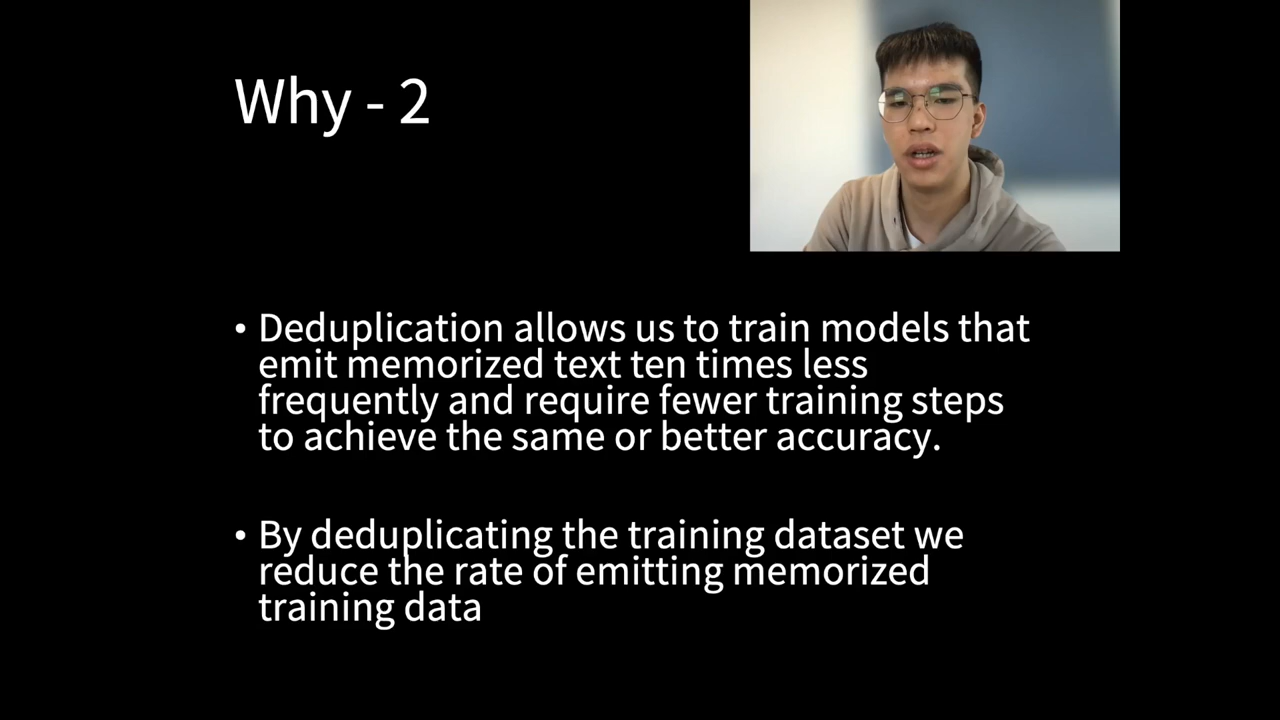 Why - 2
• Deduplication allows us to train models that
emit memorized text ten times less
frequently and require fewer training steps
to achieve the same or better accuracy.
• By deduplicating the training dataset we
reduce the rate of emitting memorized
training data